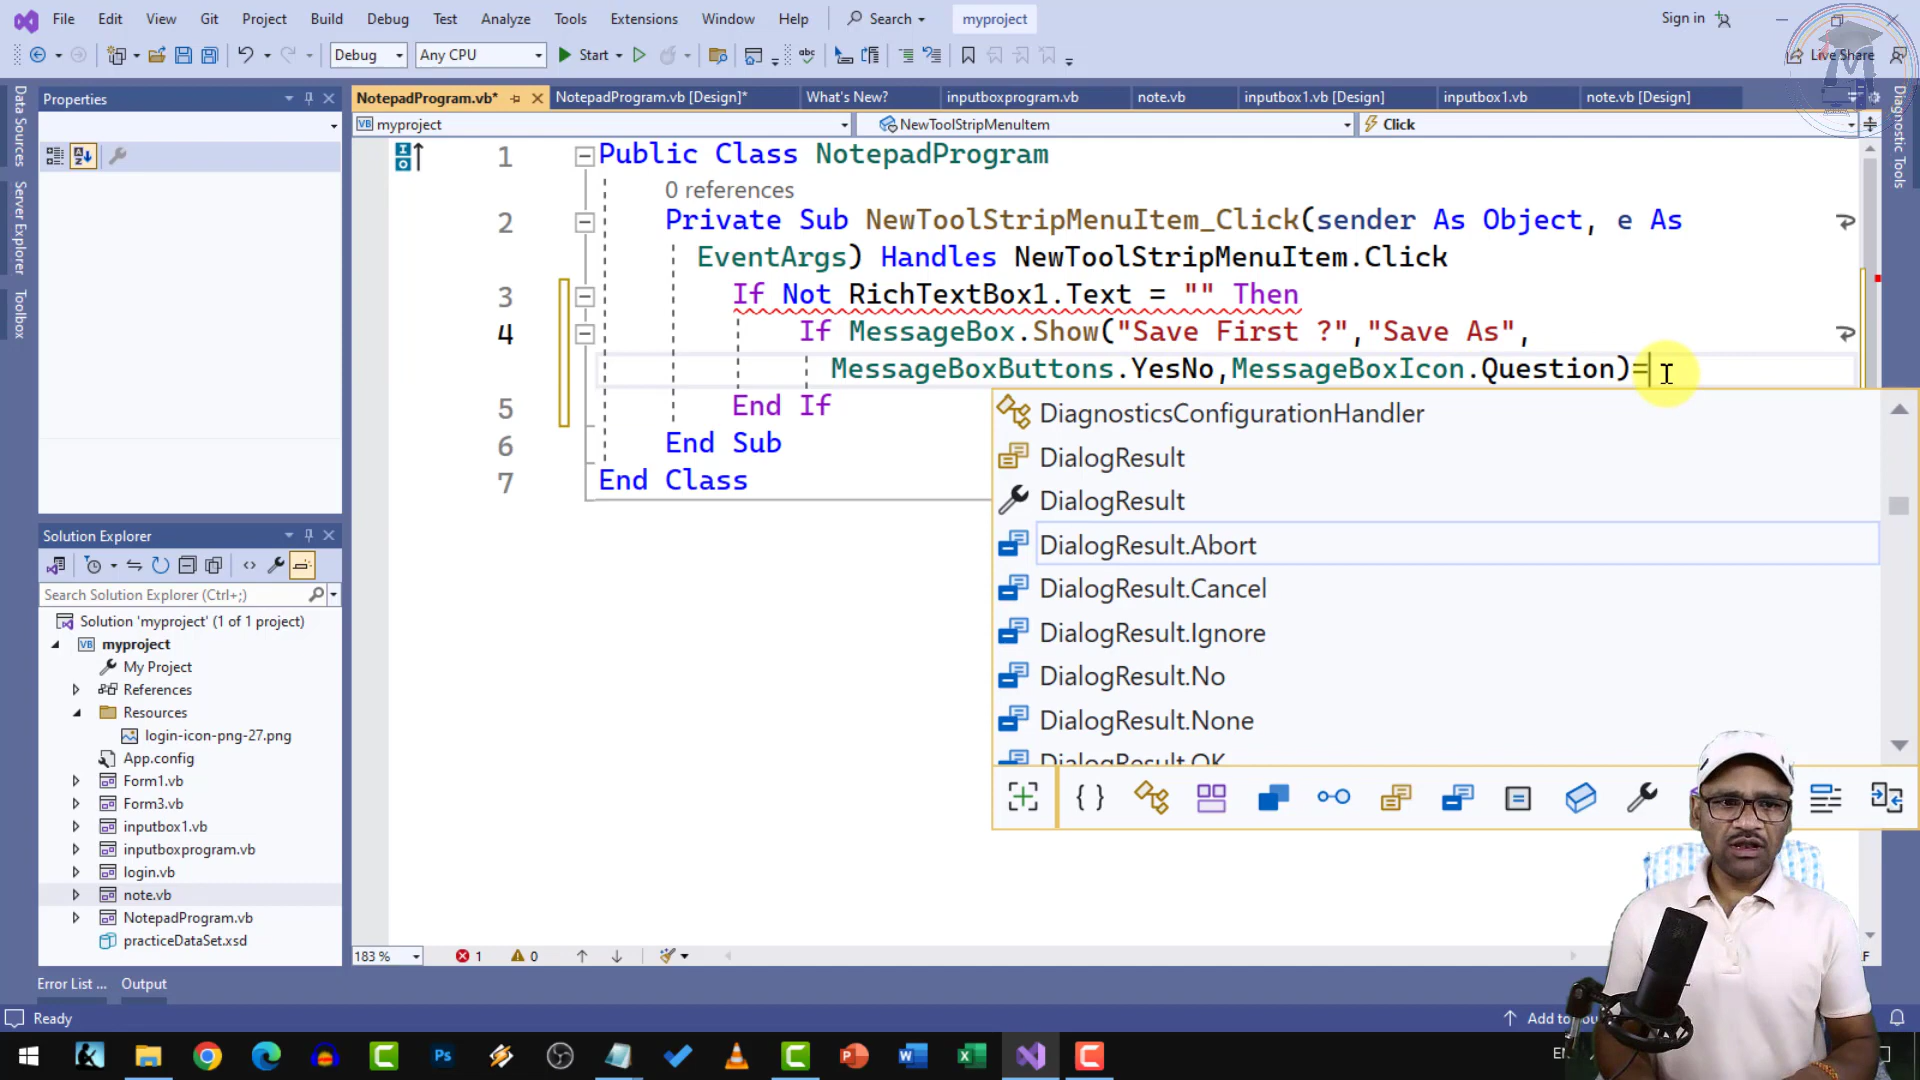 File Edit View Git Project Build Debug Test Analyze Tools Extensions Window Help Search myproject Sign in
Debug Any CPU Start Live Share
Data Sources
Server Explorer
Toolbox
Properties
NotepadProgram.vb* NotepadProgram.vb [Design]* What's New? inputboxprogram.vb note.vb inputbox1.vb [Design] inputbox1.vb note.vb [Design]
Diagnostic Tools
myproject NewToolStripMenuItem Click
1 Public Class NotepadProgram
0 references
2 Private Sub NewToolStripMenuItem_Click(sender As Object, e As
EventArgs) Handles NewToolStripMenuItem.Click
3 If Not RichTextBox1.Text = "" Then
4 If MessageBox.Show("Save First ?","Save As",
MessageBoxButtons.YesNo,MessageBoxIcon.Question)=
5 End If
6 End Sub
7 End Class
DiagnosticsConfigurationHandler
DialogResult
DialogResult
DialogResult.Abort
DialogResult.Cancel
DialogResult.Ignore
DialogResult.No
DialogResult.None
DialogResult.OK
Solution Explorer
Search Solution Explorer (Ctrl+;)
Solution 'myproject' (1 of 1 project)
myproject
My Project
References
Resources
login-icon-png-27.png
App.config
Form1.vb
Form3.vb
inputbox1.vb
inputboxprogram.vb
login.vb
note.vb
NotepadProgram.vb
practiceDataSet.xsd
183 % 1 0
Error List ... Output
Ready Add to